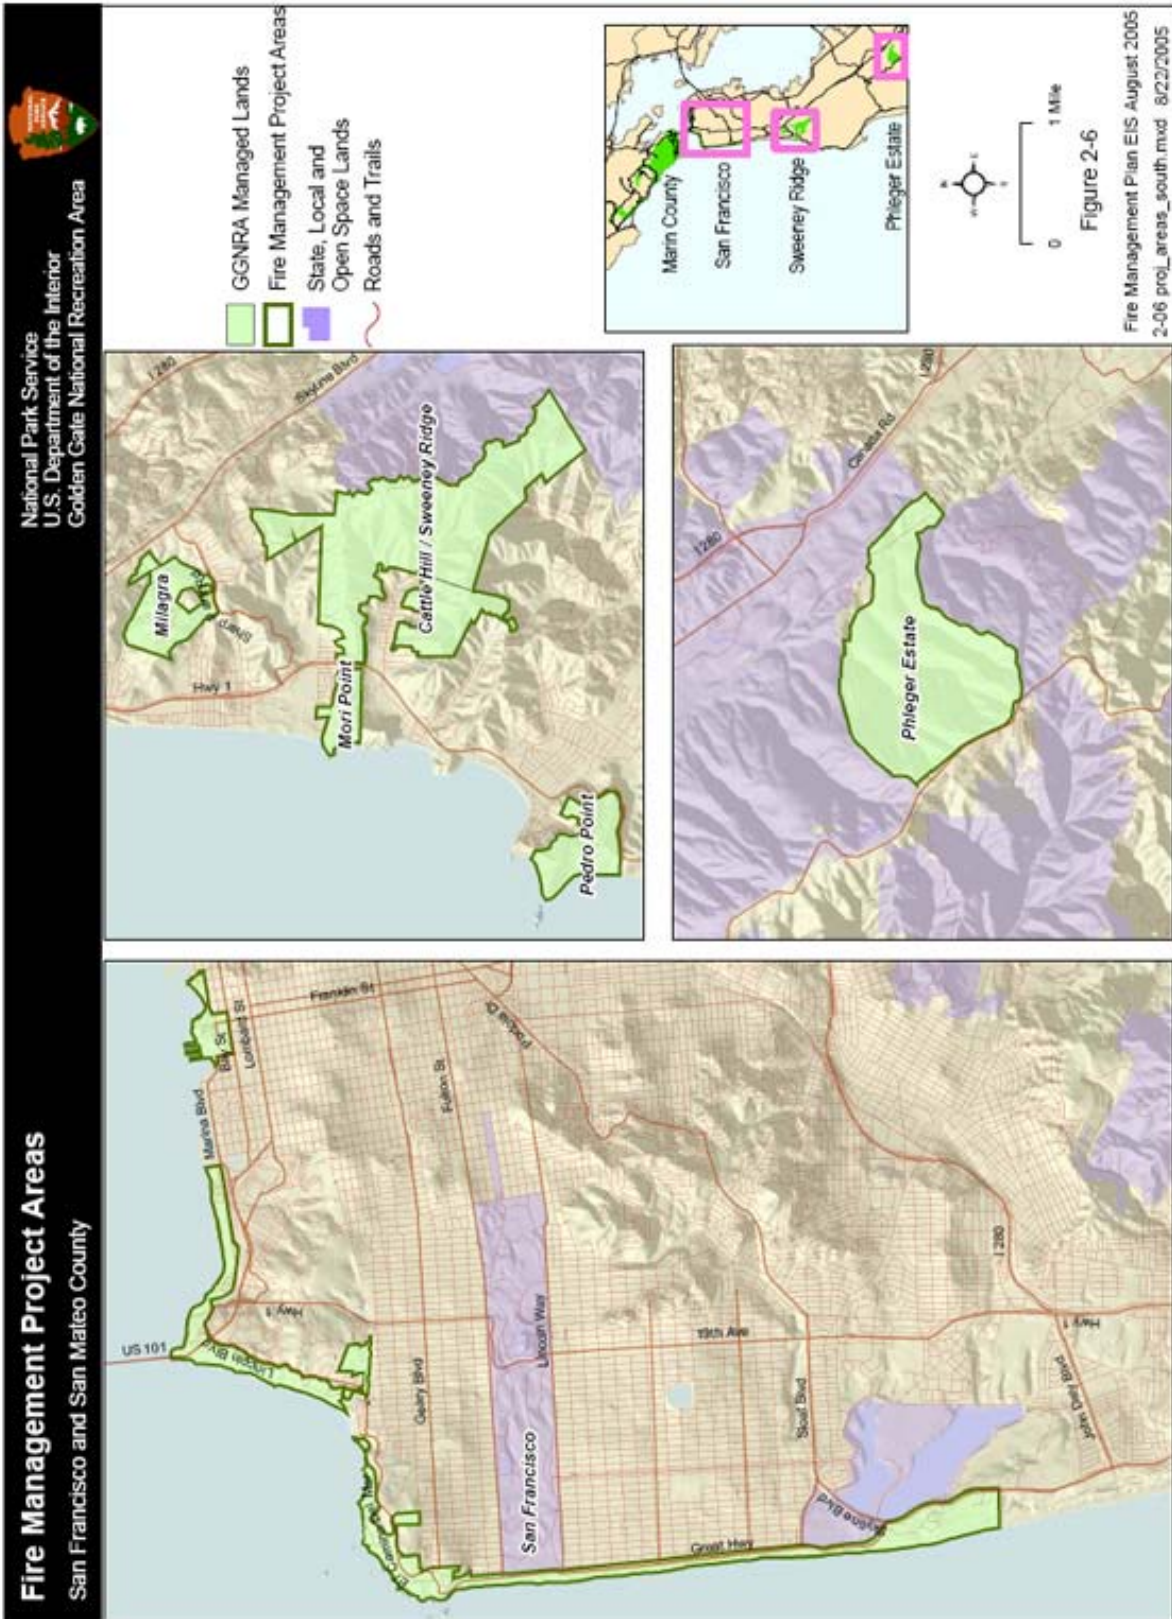 Fire Management Project Areas
San Francisco and San Mateo County
National Park Service
U.S. Department of the Interior
Golden Gate National Recreation Area
US 101
Marina Blvd
Bay St
Lombard St
Franklin St
Lincoln Blvd
Hwy 1
Geary Blvd
Fulton St
San Francisco
Lincoln Way
19th Ave
Great Hwy
Sloat Blvd
Skyline Blvd
I 280
Hwy 1
John Daly Blvd
Milagra
I 280
Skyline Blvd
Sharp
Hwy 1
Mori Point
Cattle Hill / Sweeney Ridge
Pedro Point
I 280
Canada Rd
I 280
Phleger Estate
GGNRA Managed Lands
Fire Management Project Areas
State, Local and
Open Space Lands
Roads and Trails
Marin County
San Francisco
Sweeney Ridge
Phleger Estate
0 1 Mile
Figure 2-6
Fire Management Plan EIS August 2005
2-06 proj_areas_south.mxd 8/22/2005